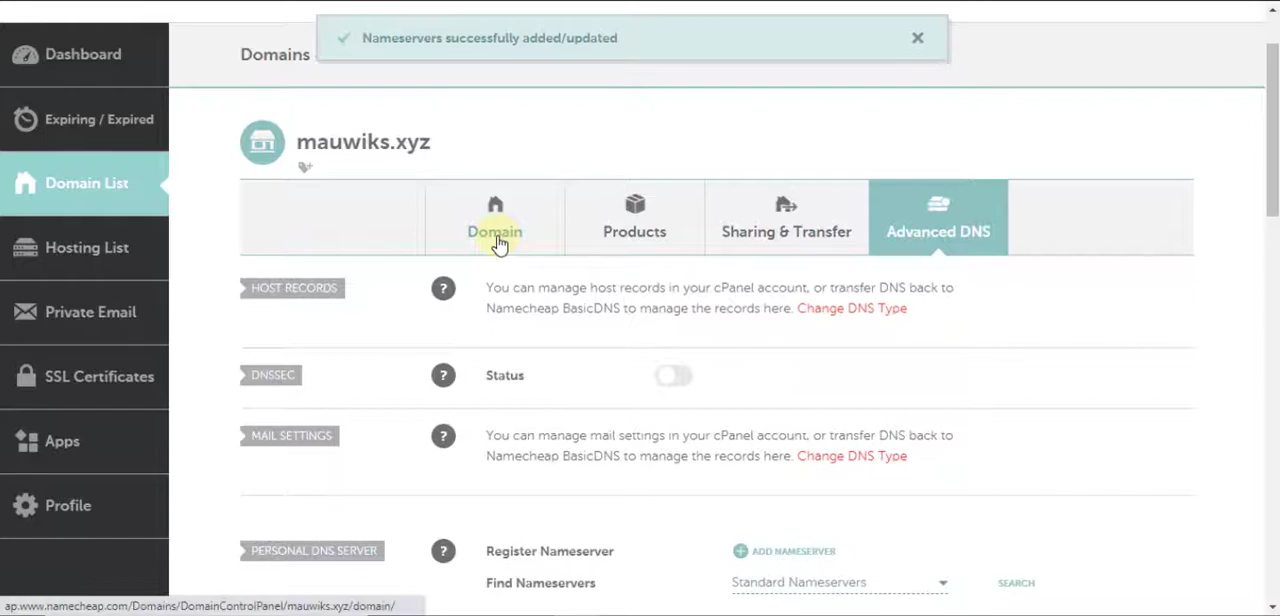 Nameservers successfully added/updated
Dashboard
Domains
Expiring / Expired
mauwiks.xyz
Domain List
Domain
Products
Sharing & Transfer
Advanced DNS
Hosting List
HOST RECORDS
?
You can manage host records in your cPanel account, or transfer DNS back to
Namecheap BasicDNS to manage the records here. Change DNS Type
Private Email
DNSSEC
?
Status
SSL Certificates
MAIL SETTINGS
?
You can manage mail settings in your cPanel account, or transfer DNS back to
Namecheap BasicDNS to manage the records here. Change DNS Type
Apps
Profile
PERSONAL DNS SERVER
?
Register Nameserver
ADD NAMESERVER
Find Nameservers
Standard Nameservers
SEARCH
ap.www.namecheap.com/Domains/DomainControlPanel/mauwiks.xyz/domain/